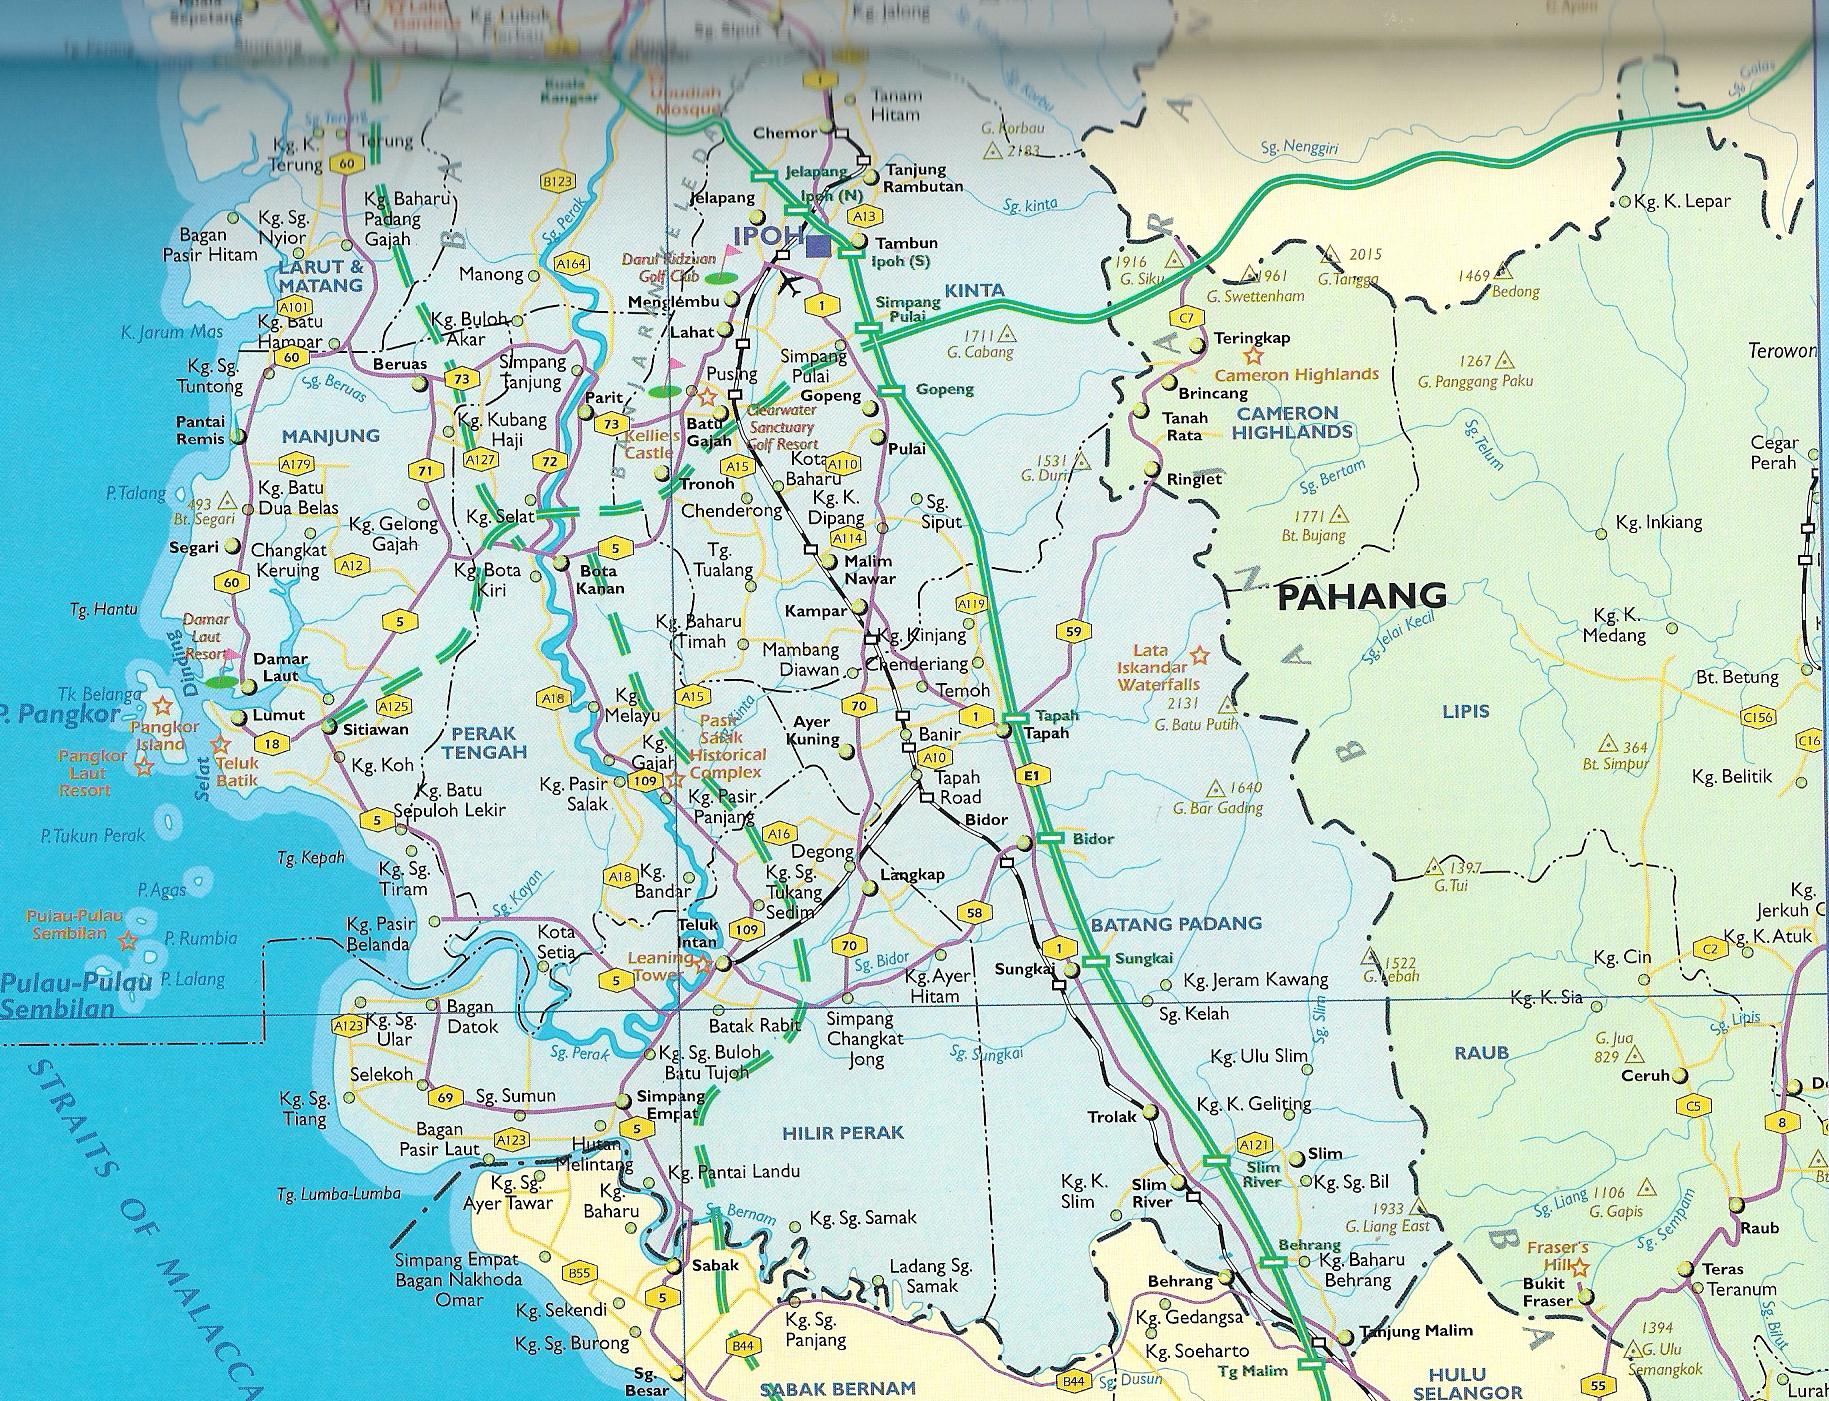 Kg. Lubok
Kg. Jalong
Sg. Siput
Lake
Gardens
G. Ayam
Kuala
Kangsar
Ubudiah
Mosque
Sg. Korbu
Sg. Galas
1
Tanam
Hitam
Chemor
G. Korbau
2183
Sg. Nenggiri
Sg. Terung
Kg. K.
Terung
Terung
60
B123
Jelapang
Tanjung
Rambutan
Ipoh (N)
Kg. K. Lepar
Kg. Baharu
Padang
Gajah
Jelapang
Sg. kinta
A13
Kg. Sg.
Nyior
Bagan
Pasir Hitam
Sg. Perak
IPOH
Tambun
Ipoh (S)
LARUT &
MATANG
Manong
A164
Darul Ridzuan
Golf Club
1916
G. Siku
1961
G. Swettenham
2015
G. Tangga
1469
Bedong
KINTA
A101
Menglembu
1
Simpang
Pulai
C7
K. Jarum Mas
Kg. Batu
Hampar
Kg. Buloh
Akar
Lahat
1711
G. Cabang
Teringkap
Terowon
60
Kg. Sg.
Tuntong
Beruas
73
Simpang
Tanjung
Simpang
Pulai
Pusing
Cameron Highlands
1267
G. Panggang Paku
Sg. Beruas
Parit
Gopeng
Gopeng
Brincang
Clearwater
Sanctuary
Golf Resort
CAMERON
HIGHLANDS
Pantai
Remis
MANJUNG
Kg. Kubang
Haji
73
Batu
Gajah
Kellie's
Castle
Tanah
Rata
Pulai
Sg. Telum
Cegar
Perah
A179
71
A127
72
A15
Kota
Baharu
A110
1531
G. Duri
Ringlet
Sg. Bertam
P. Talang
493
Bt. Segari
Kg. Batu
Dua Belas
Tronoh
Chenderong
Kg. K.
Dipang
Sg.
Siput
1771
Bt. Bujang
Kg. Inkiang
Kg. Gelong
Gajah
Kg. Selat
Segari
Changkat
Keruing
A12
5
A114
Tg.
Tualang
Malim
Nawar
60
Kg. Bota
Kiri
Bota
Kanan
PAHANG
Tg. Hantu
Damar
Laut
Resort
5
Kampar
A119
Kg. K.
Medang
Kg. Baharu
Timah
Kg. Kinjang
59
Sg. Jelai Kecil
Dinding
Damar
Laut
Mambang
Diawan
Chenderiang
Lata
Iskandar
Waterfalls
Bt. Betung
Tk Belanga
P. Pangkor
A125
A18
A15
Temoh
2131
G. Batu Putih
LIPIS
C156
Pangkor
Island
Lumut
Sitiawan
Kg.
Melayu
Kinta
70
1
Tapah
Tapah
18
PERAK
TENGAH
Pasir
Salak
Historical
Complex
Ayer
Kuning
Banir
C16
Pangkor
Laut
Resort
Teluk
Batik
Selat
Kg. Koh
Kg.
Gajah
A10
E1
364
Bt. Simpur
Kg. Belitik
Kg. Batu
Sepuloh Lekir
Kg. Pasir
Salak
109
Kg. Pasir
Panjang
Tapah
Road
1640
G. Bar Gading
P. Tukun Perak
5
A16
Bidor
Bidor
Tg. Kepah
Degong
1397
G. Tui
P. Agas
Kg. Sg.
Tiram
A18
Kg.
Bandar
Kg. Sg.
Tukang
Sedim
Langkap
Pulau-Pulau
Sembilan
Kg. Pasir
Belanda
Sg. Kayan
58
BATANG PADANG
Kg.
Jerkuh
P. Rumbia
Kota
Setia
Teluk
Intan
109
70
1
C2
Kg. K. Atuk
Pulau-Pulau
Sembilan
P. Lalang
5
Leaning
Tower
Sg. Bidor
Kg. Ayer
Hitam
Sungkai
Sungkai
Kg. Jeram Kawang
1522
G. Lebah
Kg. Cin
A123
Kg. Sg.
Ular
Bagan
Datok
Batak Rabit
Simpang
Changkat
Jong
Sg. Kelah
Kg. K. Sia
Sg. Lipis
Sg. Perak
Kg. Sg. Buloh
Batu Tujoh
Sg. Sungkai
Sg. Slim
Kg. Ulu Slim
RAUB
G. Jua
829
STRAITS OF MALACCA
Selekoh
Ceruh
69
Sg. Sumun
Simpang
Empat
Kg. Sg.
Tiang
Trolak
Kg. K. Geliting
C5
8
Bagan
Pasir Laut
A123
5
HILIR PERAK
A121
Hutan
Melintang
Slim
River
Slim
Tg. Lumba-Lumba
Kg. Sg.
Ayer Tawar
Kg. Pantai Landu
Kg. K.
Slim
Slim
River
Kg. Sg. Bil
Sg. Liang
1106
G. Gapis
Kg.
Baharu
Sg. Bernam
Kg. Sg. Samak
1933
G. Liang East
Sg. Sempam
Raub
Simpang Empat
Bagan Nakhoda
Omar
B55
Sabak
Ladang Sg.
Samak
Behrang
Behrang
Kg. Baharu
Behrang
Fraser's
Hill
Bukit
Fraser
Teras
Teranum
Kg. Sekendi
5
Kg. Sg.
Panjang
Kg. Gedangsa
Tanjung Malim
1394
G. Ulu
Semangkok
Sg. Bilut
Kg. Sg. Burong
B44
Kg. Soeharto
Tg Malim
Sg.
Besar
SABAK BERNAM
B44
Sg. Dusun
HULU
SELANGOR
55